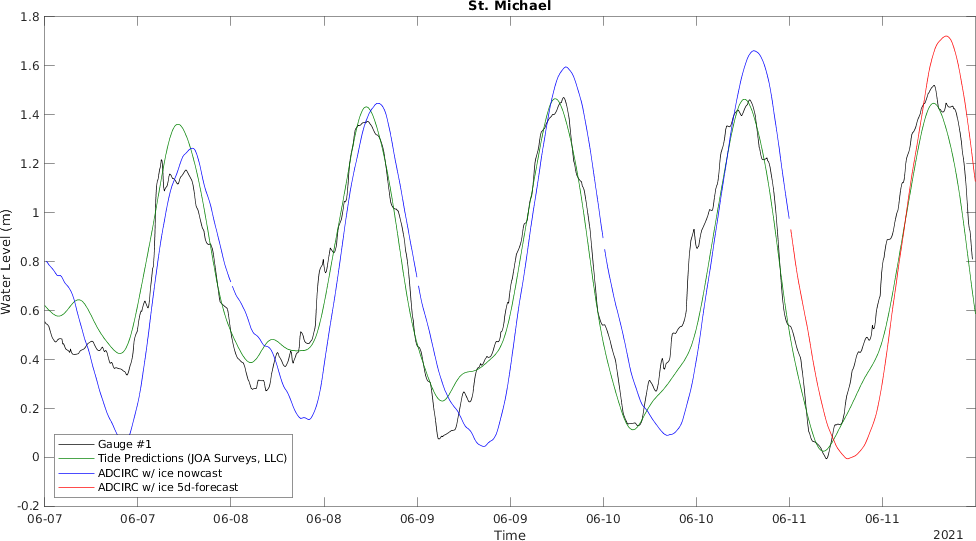 St. Michael
1.8
1.6
1.4
1.2
1
0.8
0.6
0.4
0.2
0
-0.2
Water Level (m)
Gauge #1
Tide Predictions (JOA Surveys, LLC)
ADCIRC w/ ice nowcast
ADCIRC w/ ice 5d-forecast
06-07 06-07 06-08 06-08 06-09 06-09 06-10 06-10 06-11 06-11
Time
2021